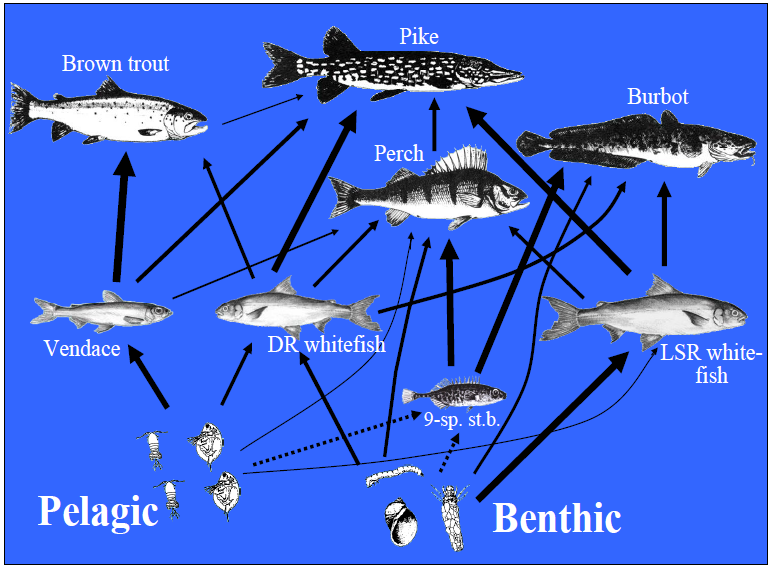 Pike
Brown trout
Burbot
Perch
Vendace
DR whitefish
LSR white-
fish
9-sp. st.b.
Pelagic
Benthic